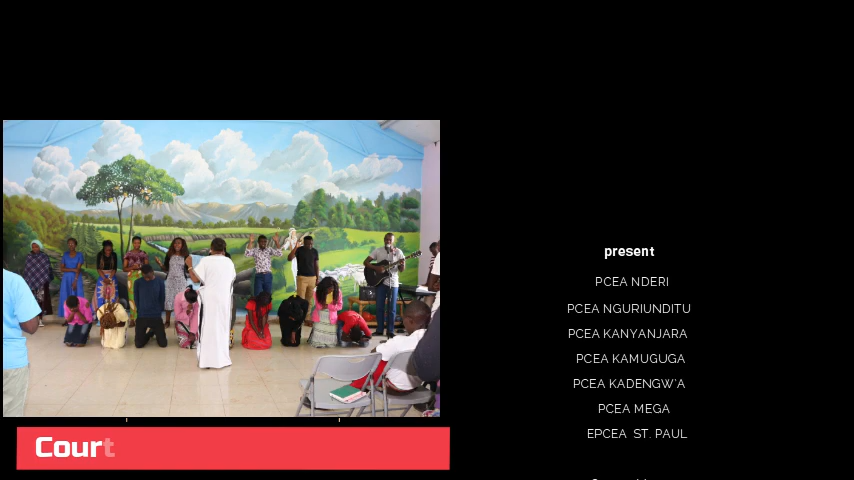 present
PCEA NDERI
PCEA NGURIUNDITU
PCEA KANYANJARA
PCEA KAMUGUGA
PCEA KADENGW'A
PCEA MEGA
EPCEA ST. PAUL
Court